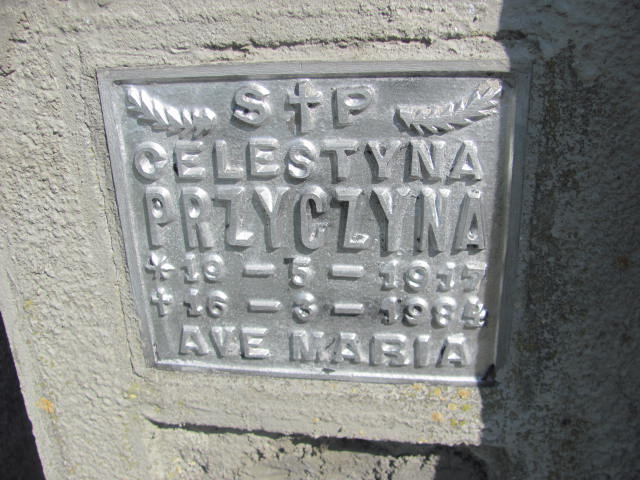 S✝P
CELESTYNA
PRZYCZYNA
* 19 - 5 - 1917
✝ 16 - 3 - 1984
AVE MARIA